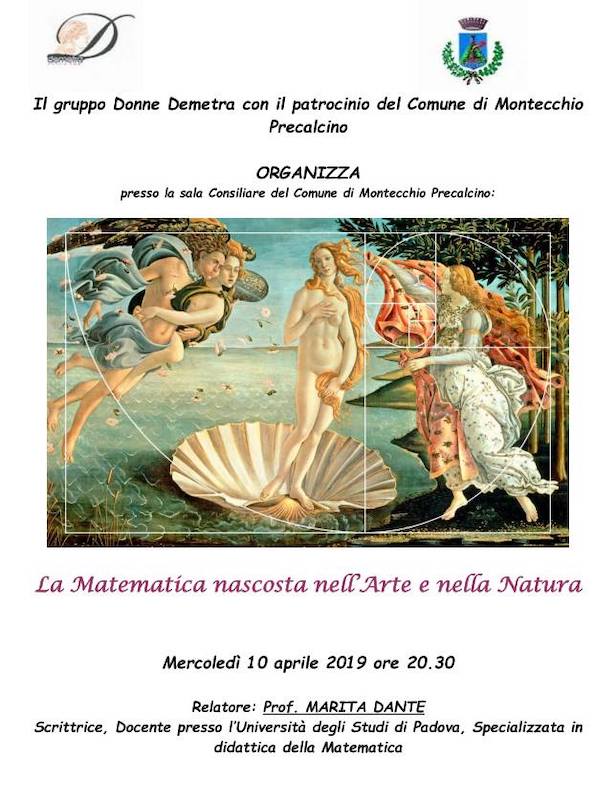 Demetra
Il gruppo Donne Demetra con il patrocinio del Comune di Montecchio
Precalcino
ORGANIZZA
presso la sala Consiliare del Comune di Montecchio Precalcino:
La Matematica nascosta nell'Arte e nella Natura
Mercoledì 10 aprile 2019 ore 20.30
Relatore: Prof. MARITA DANTE
Scrittrice, Docente presso l'Università degli Studi di Padova, Specializzata in
didattica della Matematica